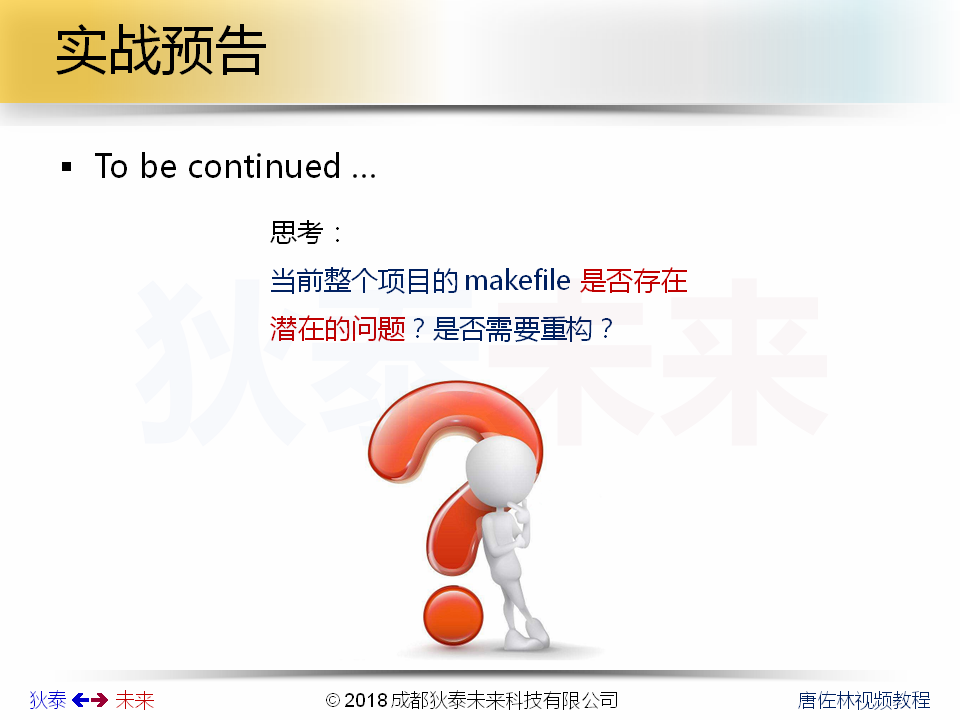 实战预告
To be continued ...
思考：
当前整个项目的 makefile 是否存在
潜在的问题？是否需要重构？
狄泰未来
狄泰 未来
© 2018 成都狄泰未来科技有限公司
唐佐林视频教程